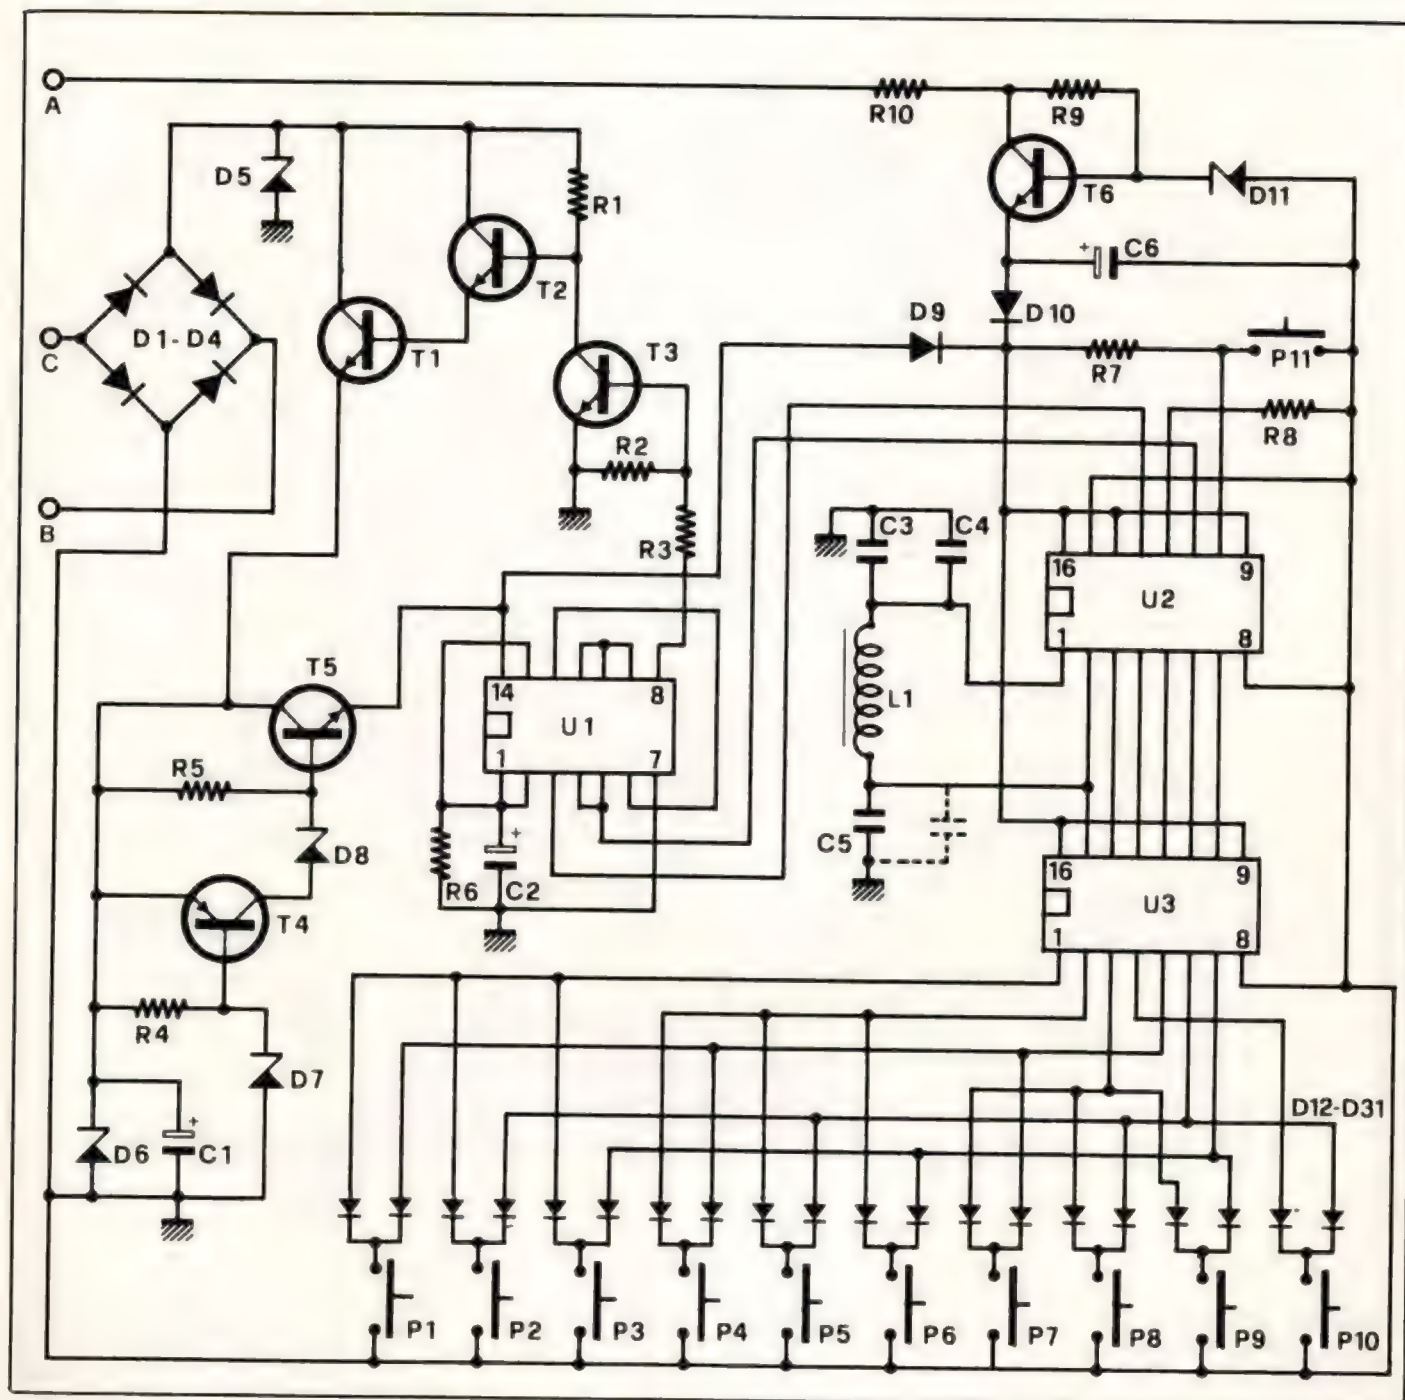 A
R10
R9
D5
R1
T6
D11
T2
C6
D1-D4
D9
D10
C
T1
T3
R7
P11
R2
R8
B
R3
C3
C4
16
9
U2
T5
14
8
1
8
L1
U1
R5
1
7
D8
C5
16
9
R6
C2
U3
T4
1
8
R4
D7
D12-D31
D6
C1
P1
P2
P3
P4
P5
P6
P7
P8
P9
P10
+
+
+